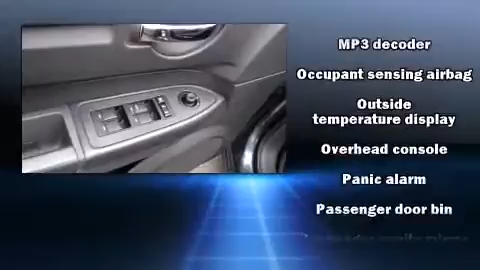 MP3 decoder
Occupant sensing airbag
Outside
temperature display
Overhead console
Panic alarm
Passenger door bin